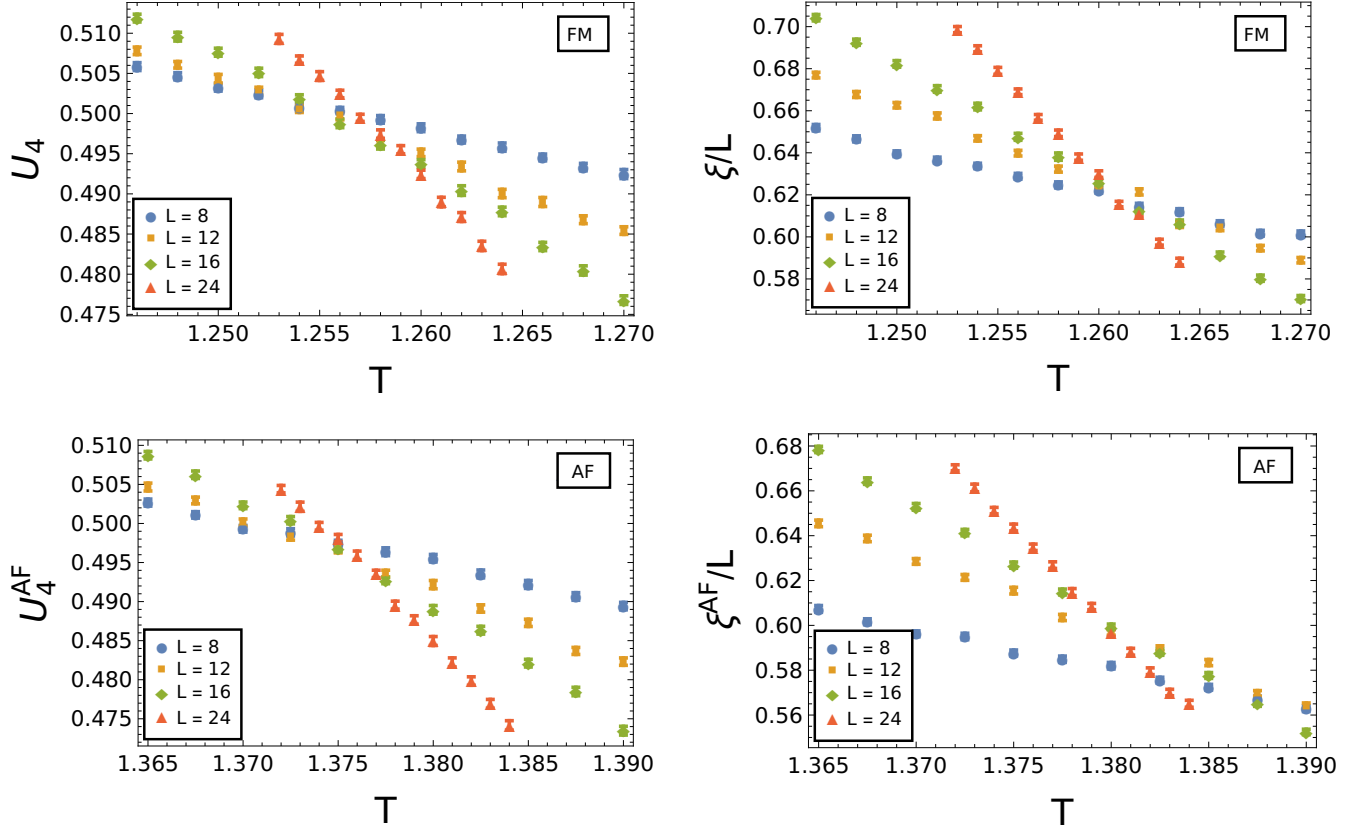 FM
U₄
0.510
0.505
0.500
0.495
0.490
0.485
0.480
0.475
L = 8
L = 12
L = 16
L = 24
1.250 1.255 1.260 1.265 1.270
T
FM
ξ/L
0.70
0.68
0.66
0.64
0.62
0.60
0.58
L = 8
L = 12
L = 16
L = 24
1.250 1.255 1.260 1.265 1.270
T
AF
U₄^AF
0.510
0.505
0.500
0.495
0.490
0.485
0.480
0.475
L = 8
L = 12
L = 16
L = 24
1.365 1.370 1.375 1.380 1.385 1.390
T
AF
ξ^AF/L
0.68
0.66
0.64
0.62
0.60
0.58
0.56
L = 8
L = 12
L = 16
L = 24
1.365 1.370 1.375 1.380 1.385 1.390
T